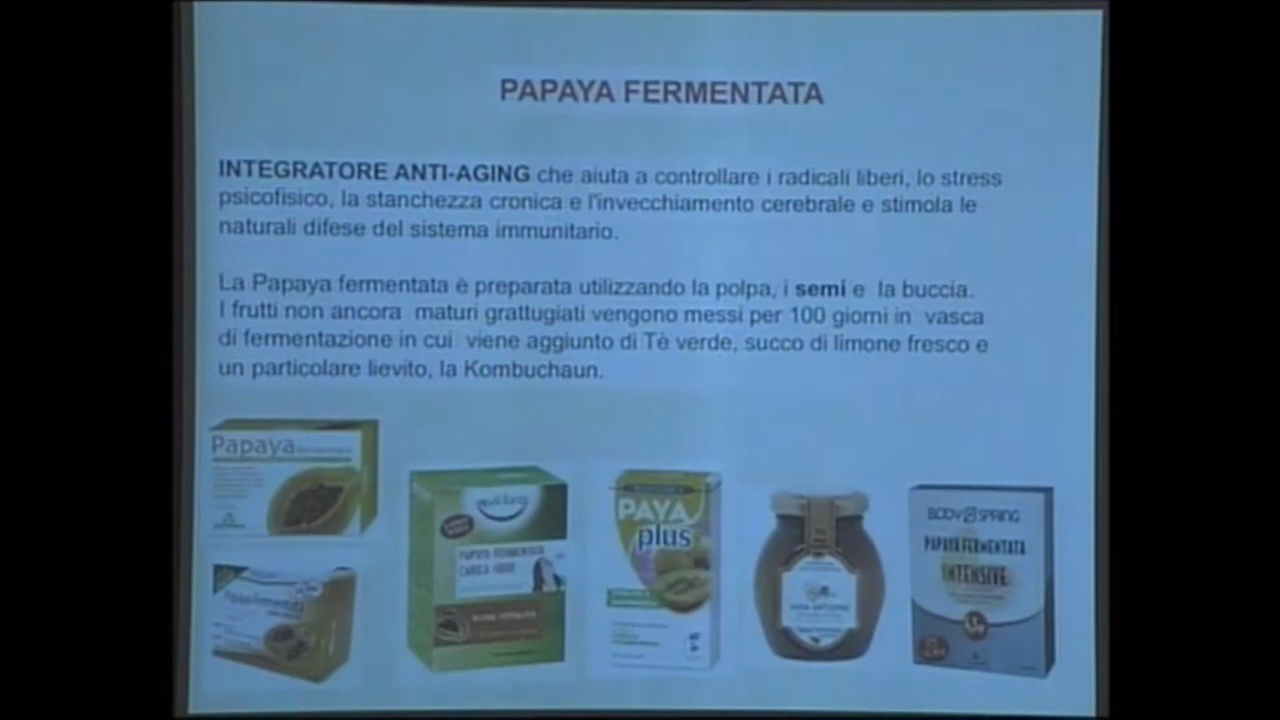 PAPAYA FERMENTATA
INTEGRATORE ANTI-AGING che aiuta a controllare i radicali liberi, lo stress
psicofisico, la stanchezza cronica e l'invecchiamento cerebrale e stimola le
naturali difese del sistema immunitario.
La Papaya fermentata è preparata utilizzando la polpa, i semi e la buccia.
I frutti non ancora maturi grattugiati vengono messi per 100 giorni in vasca
di fermentazione in cui viene aggiunto di Tè verde, succo di limone fresco e
un particolare lievito, la Kombuchaun.
Papaya
PAPAYA FERMENTATA
PAYA
plus
BODY SPRING
PAPAYA FERMENTATA
INTENSIVE